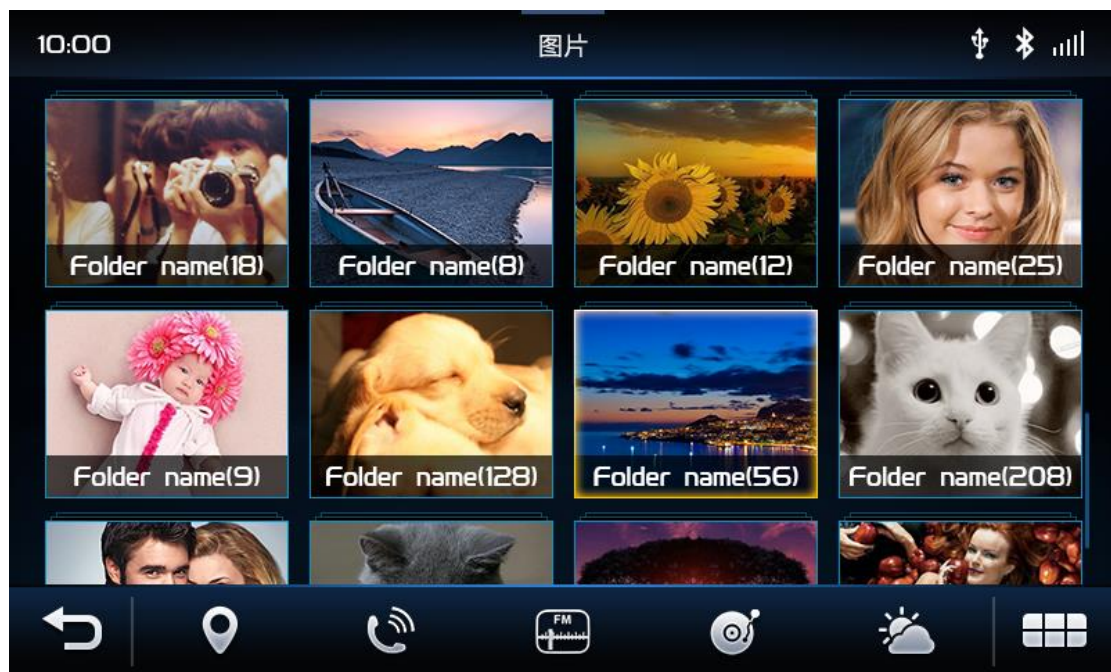 10:00
图片
Folder name(18)
Folder name(8)
Folder name(12)
Folder name(25)
Folder name(9)
Folder name(128)
Folder name(56)
Folder name(208)
FM